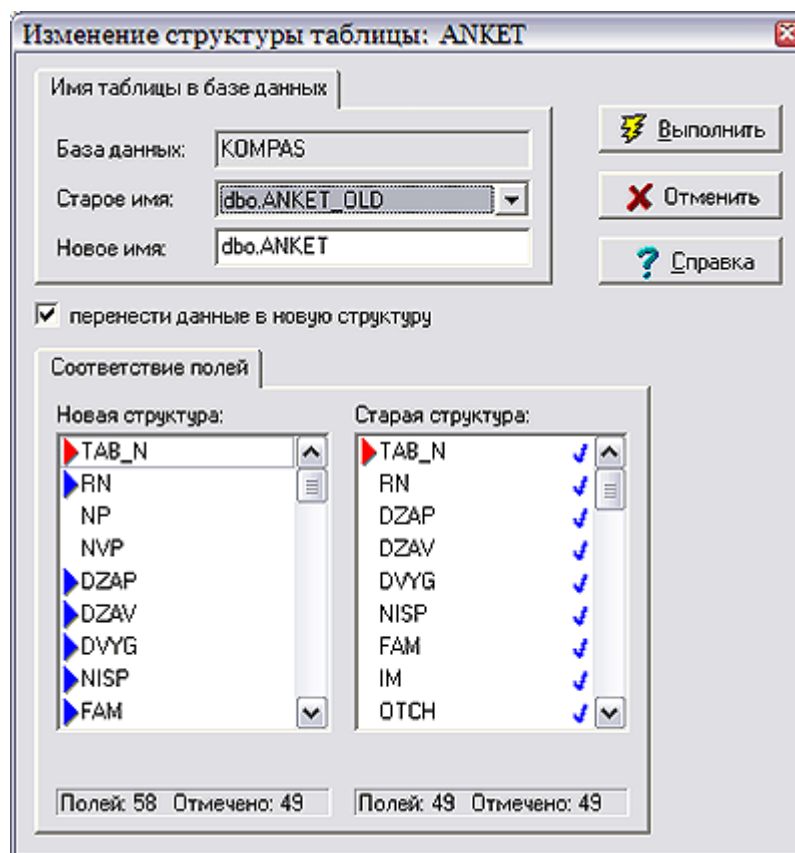 Изменение структуры таблицы: ANKET
Имя таблицы в базе данных
База данных: KOMPAS
Старое имя: dbo.ANKET_OLD
Новое имя: dbo.ANKET
Выполнить
Отменить
Справка
перенести данные в новую структуру
Соответствие полей
Новая структура:
TAB_N
RN
NP
NVP
DZAP
DZAV
DVYG
NISP
FAM
Полей: 58 Отмечено: 49
Старая структура:
TAB_N
RN
DZAP
DZAV
DVYG
NISP
FAM
IM
OTCH
Полей: 49 Отмечено: 49